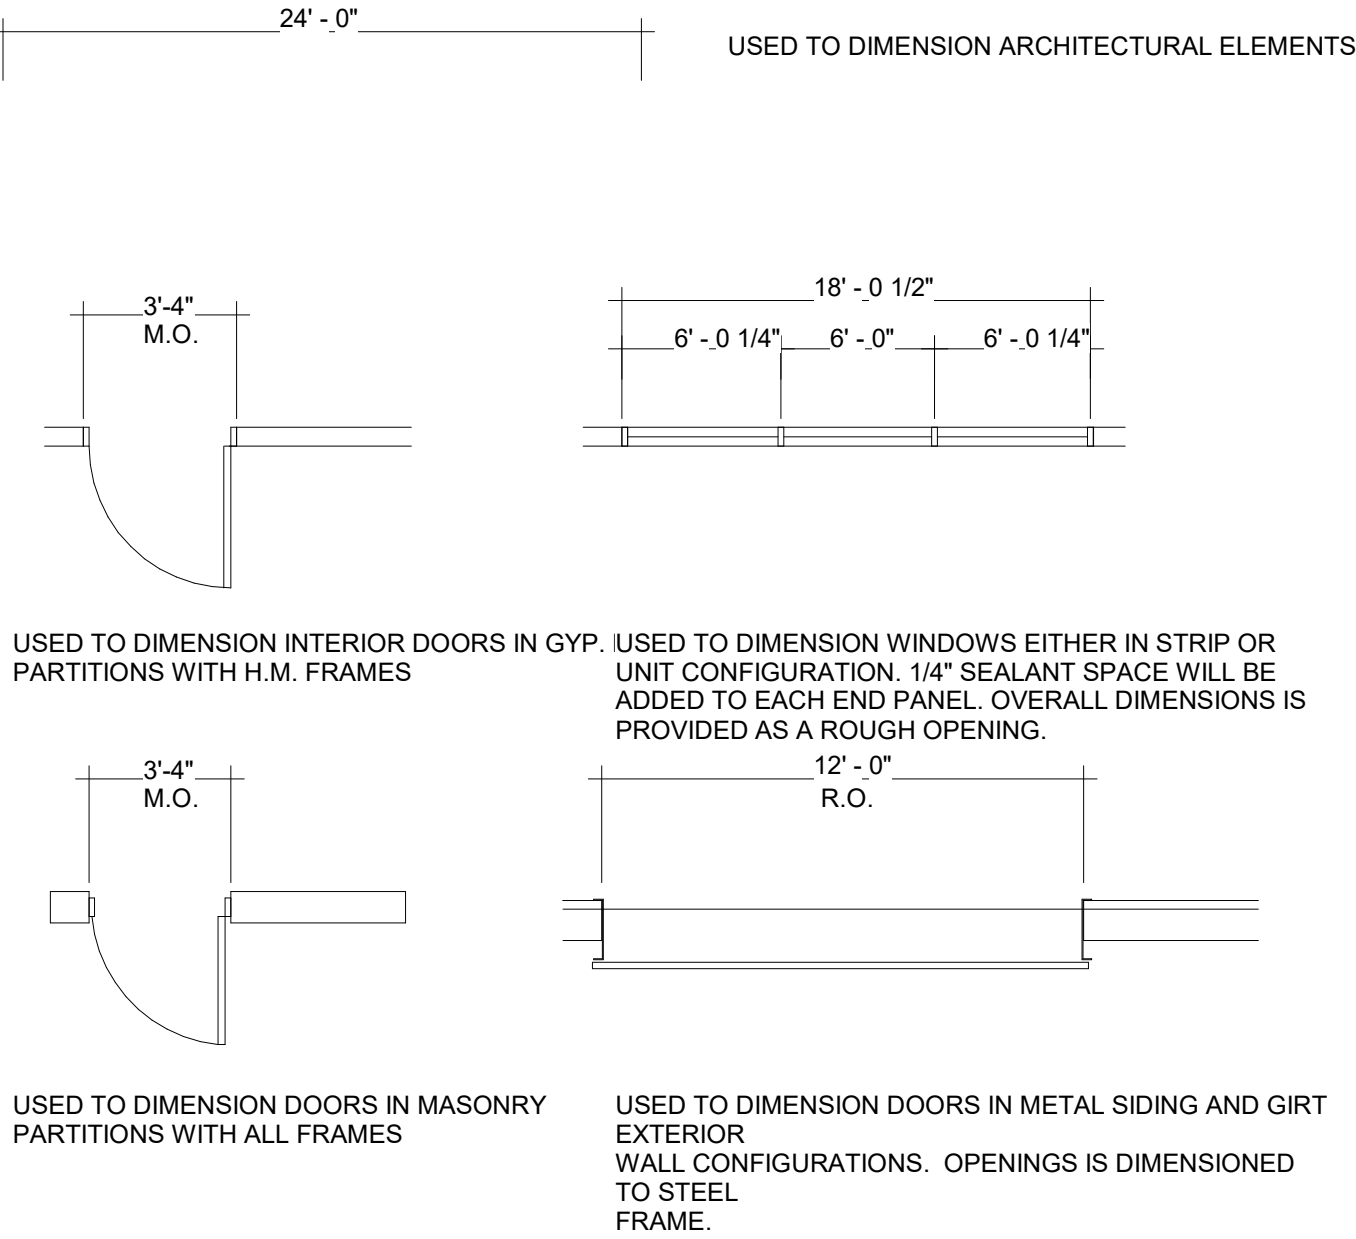 24' - 0"
USED TO DIMENSION ARCHITECTURAL ELEMENTS
3'-4"
M.O.
18' - 0 1/2"
6' - 0 1/4"
6' - 0"
6' - 0 1/4"
USED TO DIMENSION INTERIOR DOORS IN GYP.
PARTITIONS WITH H.M. FRAMES
USED TO DIMENSION WINDOWS EITHER IN STRIP OR
UNIT CONFIGURATION. 1/4" SEALANT SPACE WILL BE
ADDED TO EACH END PANEL. OVERALL DIMENSIONS IS
PROVIDED AS A ROUGH OPENING.
3'-4"
M.O.
12' - 0"
R.O.
USED TO DIMENSION DOORS IN MASONRY
PARTITIONS WITH ALL FRAMES
USED TO DIMENSION DOORS IN METAL SIDING AND GIRT
EXTERIOR
WALL CONFIGURATIONS.  OPENINGS IS DIMENSIONED
TO STEEL
FRAME.